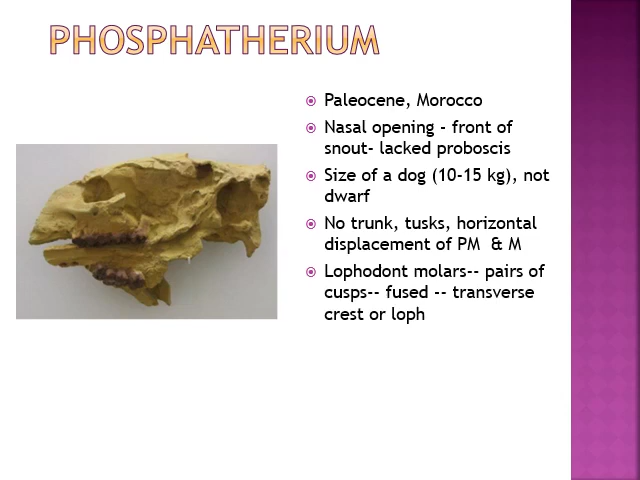 PHOSPHATHERIUM
Paleocene, Morocco
Nasal opening - front of
snout- lacked proboscis
Size of a dog (10-15 kg), not
dwarf
No trunk, tusks, horizontal
displacement of PM & M
Lophodont molars-- pairs of
cusps-- fused -- transverse
crest or loph